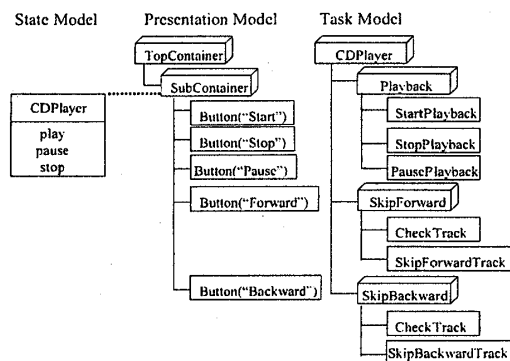 State Model Presentation Model Task Model
TopContainer
CDPlayer
SubContainer
Playback
CDPlayer
play
pause
stop
Button("Start")
Button("Stop")
Button("Pause")
Button("Forward")
Button("Backward")
StartPlayback
StopPlayback
PausePlayback
SkipForward
CheckTrack
SkipForwardTrack
SkipBackward
CheckTrack
SkipBackwardTrack